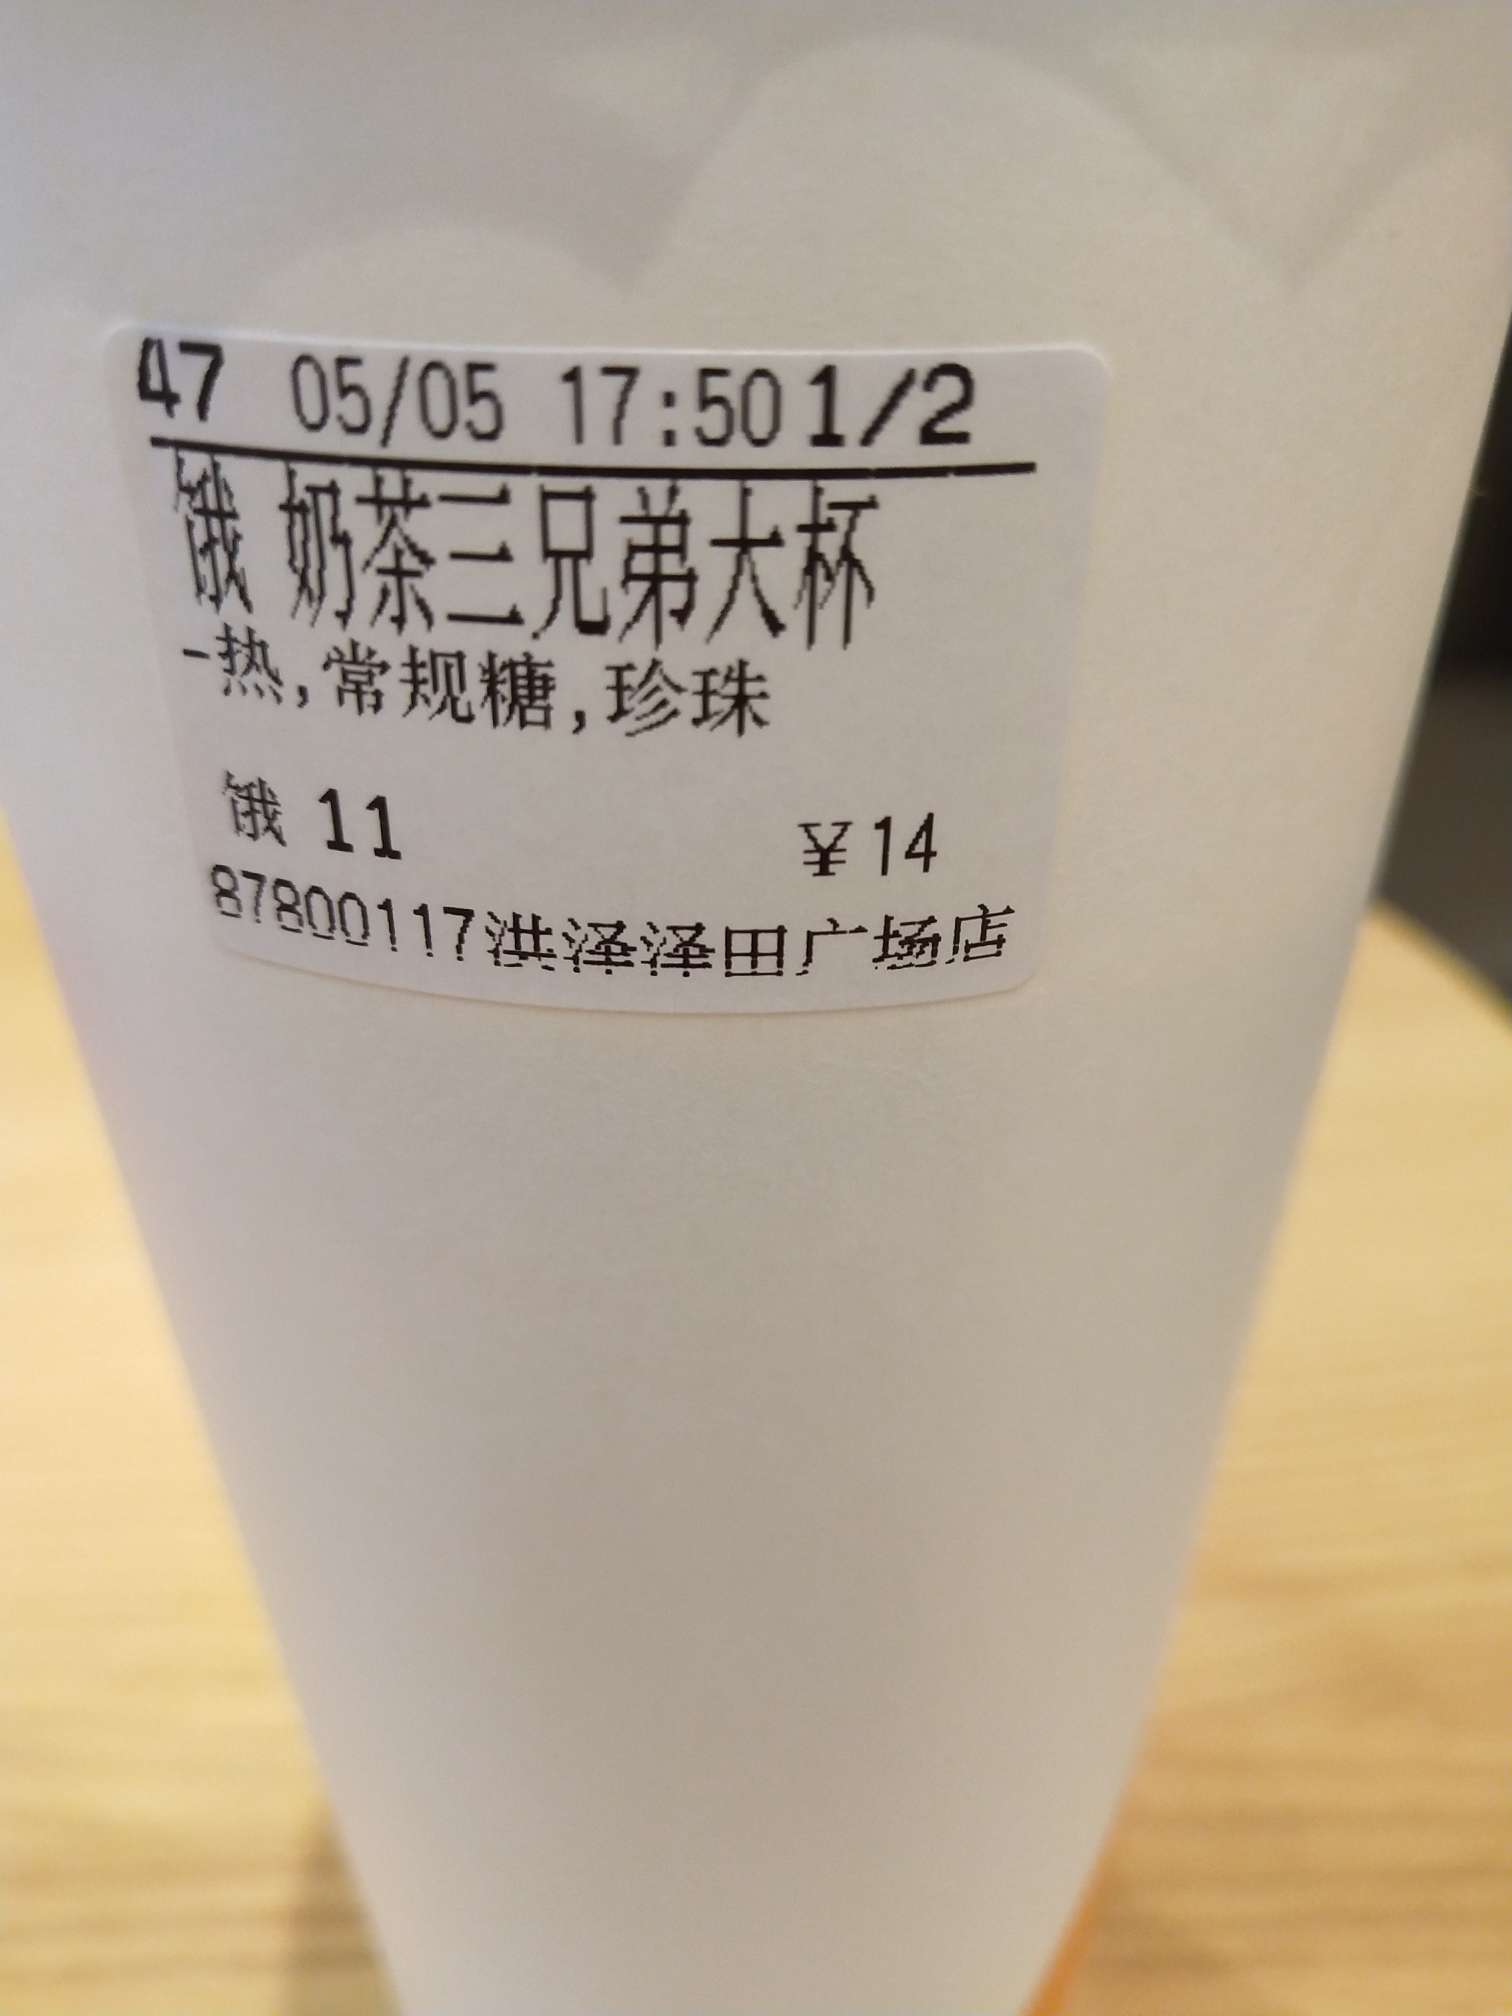 47 05/05 17:50 1/2
饿 奶茶三兄弟大杯
-热,常规糖,珍珠
饿 11 ¥14
87800117洪泽泽田广场店